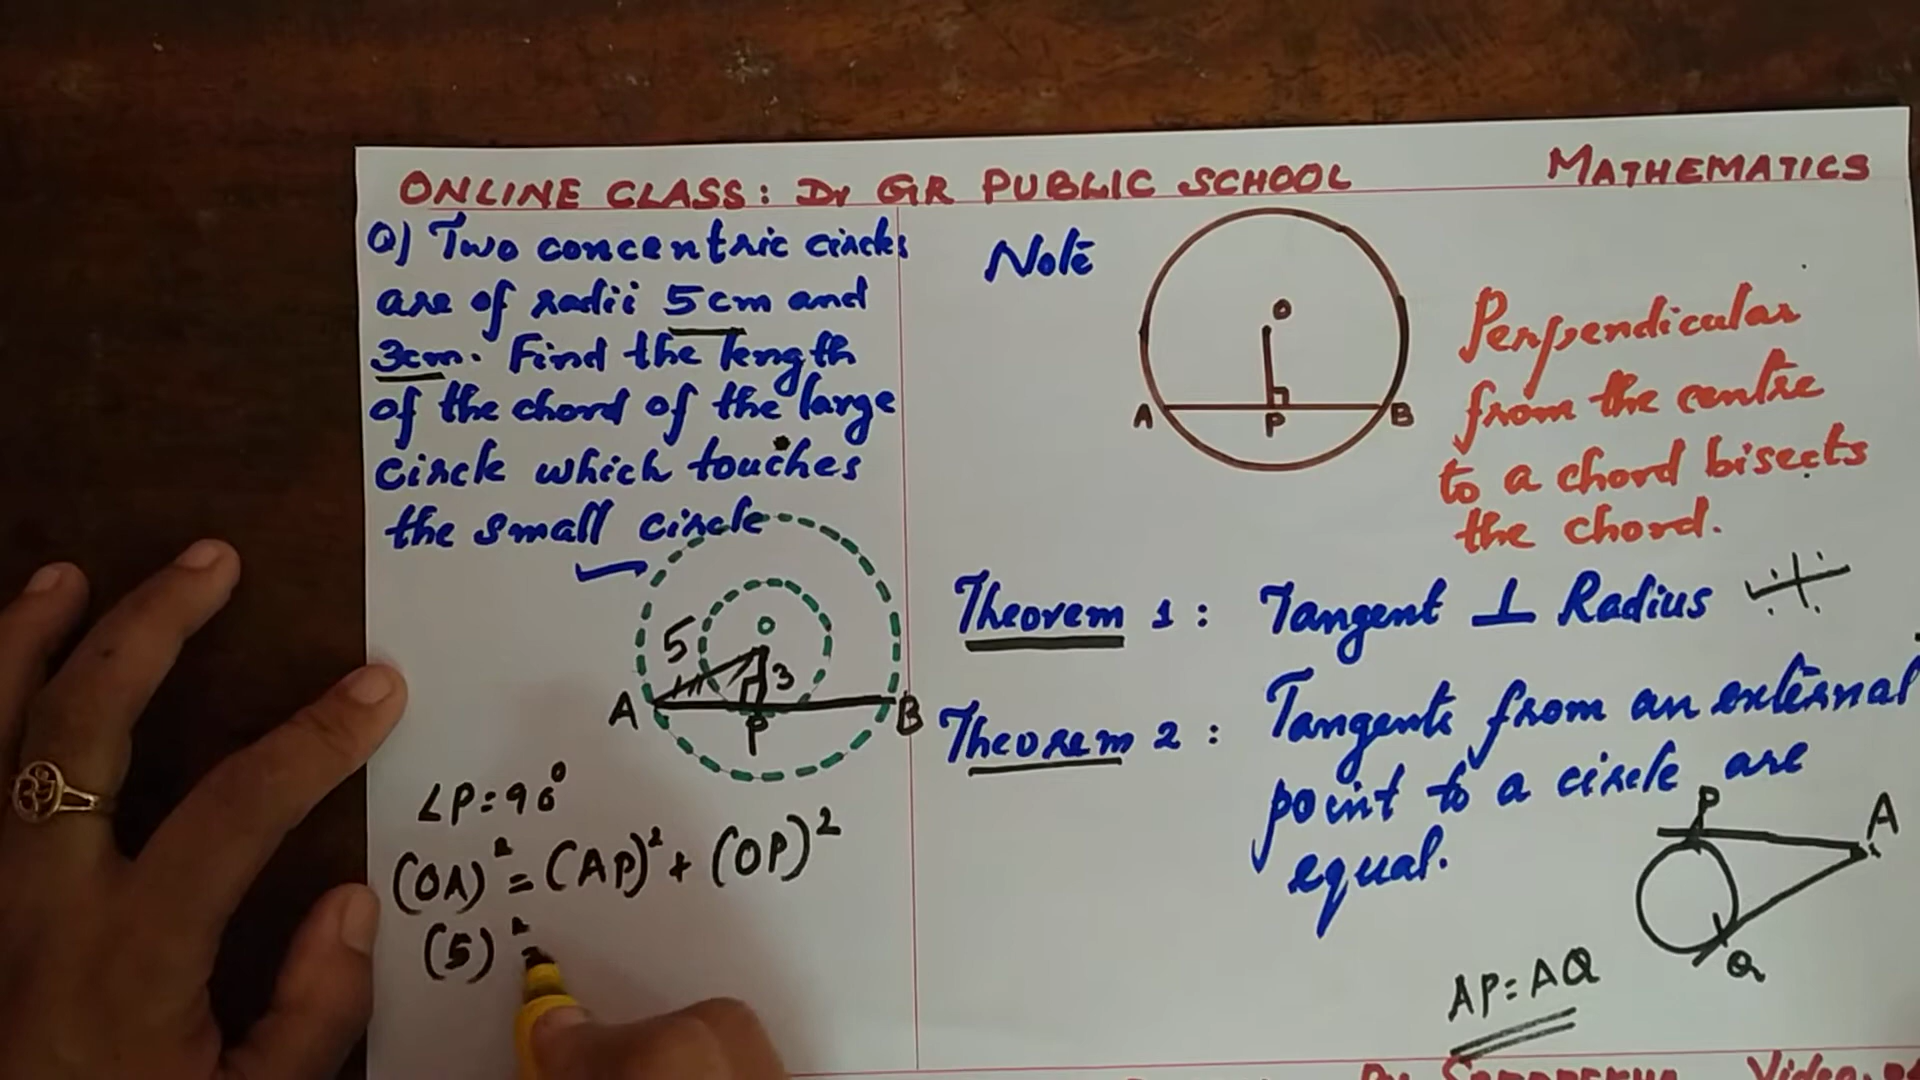 ONLINE CLASS: Dr GR PUBLIC SCHOOL
MATHEMATICS
Q) Two concentric circles
are of radii 5cm and
3cm. Find the length
of the chord of the large
circle which touches
the small circle
O
5
3
A
P
B
∠P=90°
(OA)²=(AP)²+(OP)²
(5)²=
Note
O
A
P
B
Perpendicular
from the centre
to a chord bisects
the chord.
Theorem 1: Tangent ⊥ Radius
Theorem 2: Tangents from an external
point to a circle are
equal.
P
A
Q
AP=AQ